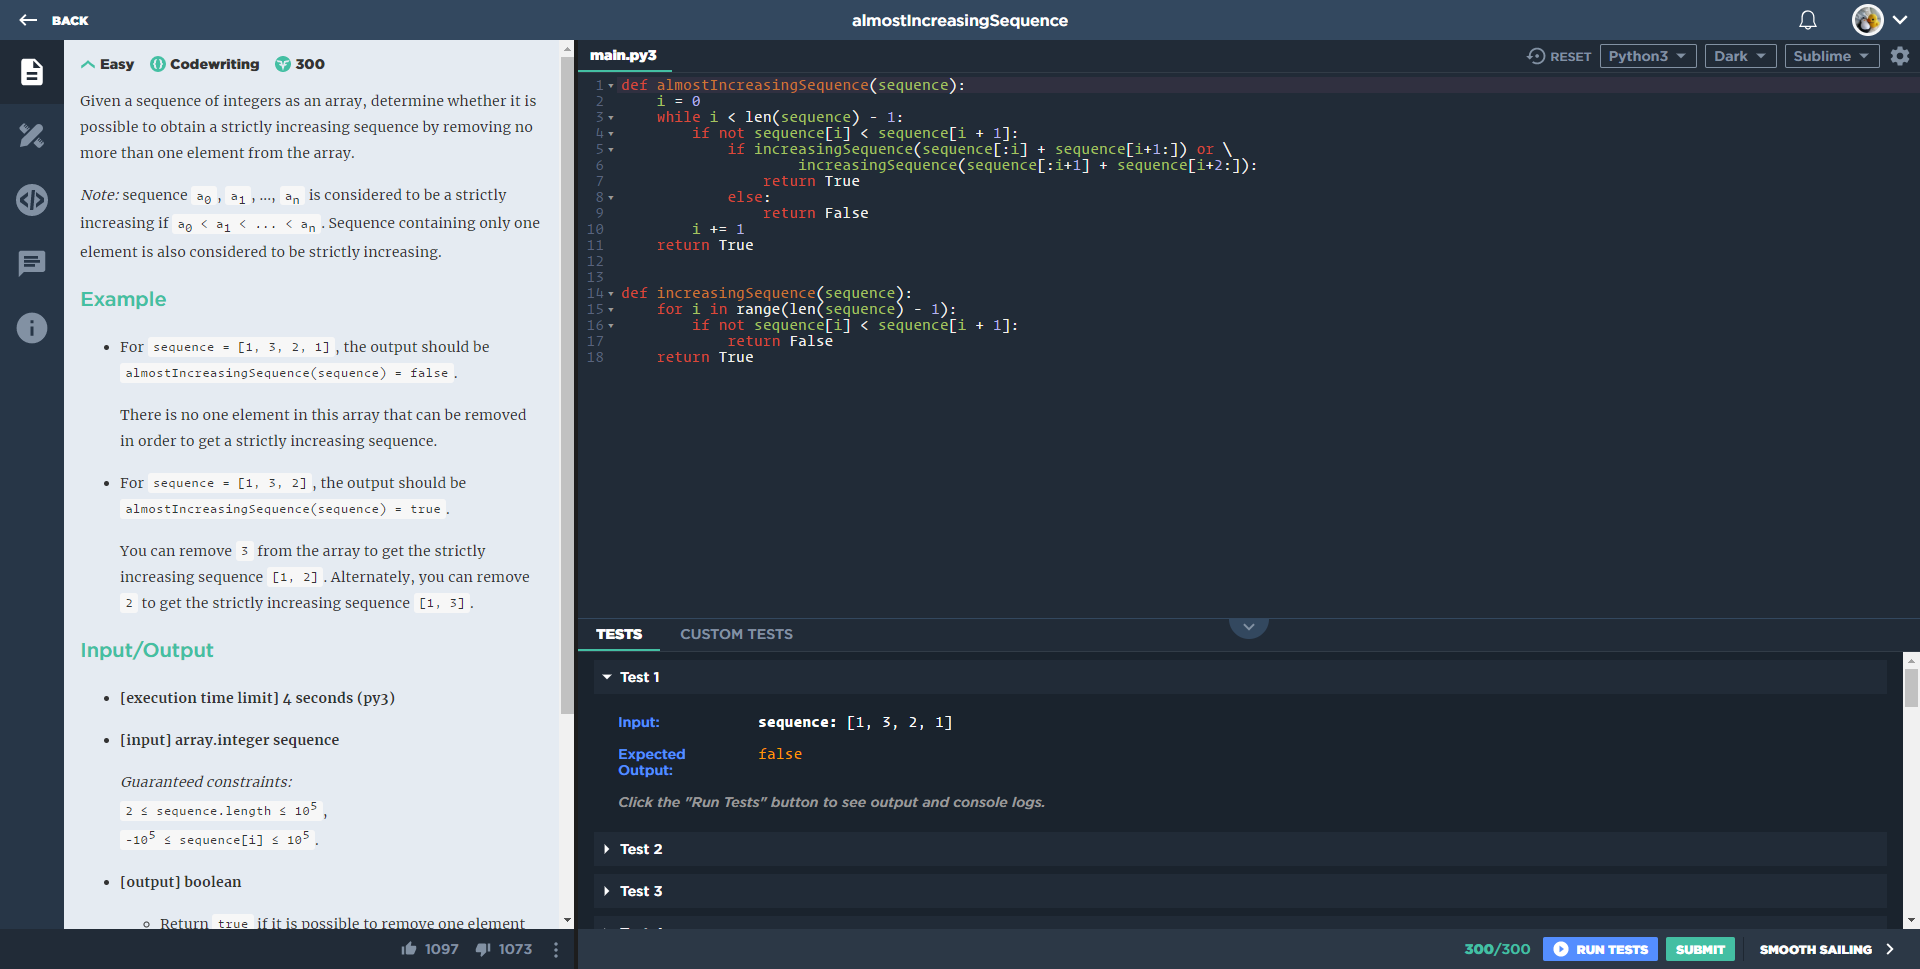 BACK
almostIncreasingSequence
Easy Codewriting 300
Given a sequence of integers as an array, determine whether it is
possible to obtain a strictly increasing sequence by removing no
more than one element from the array.
Note: sequence a0, a1, ..., an is considered to be a strictly
increasing if a0 < a1 < ... < an. Sequence containing only one
element is also considered to be strictly increasing.
Example
• For sequence = [1, 3, 2, 1], the output should be
almostIncreasingSequence(sequence) = false.
There is no one element in this array that can be removed
in order to get a strictly increasing sequence.
• For sequence = [1, 3, 2], the output should be
almostIncreasingSequence(sequence) = true.
You can remove 3 from the array to get the strictly
increasing sequence [1, 2]. Alternately, you can remove
2 to get the strictly increasing sequence [1, 3].
Input/Output
• [execution time limit] 4 seconds (py3)
• [input] array.integer sequence
Guaranteed constraints:
2 ≤ sequence.length ≤ 10^5,
-10^5 ≤ sequence[i] ≤ 10^5.
• [output] boolean
◦ Return true if it is possible to remove one element
1097 1073
main.py3
RESET Python3 Dark Sublime
1 def almostIncreasingSequence(sequence):
2     i = 0
3     while i < len(sequence) - 1:
4         if not sequence[i] < sequence[i + 1]:
5             if increasingSequence(sequence[:i] + sequence[i+1:]) or \
6                     increasingSequence(sequence[:i+1] + sequence[i+2:]):
7                 return True
8             else:
9                 return False
10         i += 1
11     return True
12
13
14 def increasingSequence(sequence):
15     for i in range(len(sequence) - 1):
16         if not sequence[i] < sequence[i + 1]:
17             return False
18     return True
TESTS CUSTOM TESTS
Test 1
Input: sequence: [1, 3, 2, 1]
Expected Output: false
Click the "Run Tests" button to see output and console logs.
Test 2
Test 3
300/300 RUN TESTS SUBMIT SMOOTH SAILING